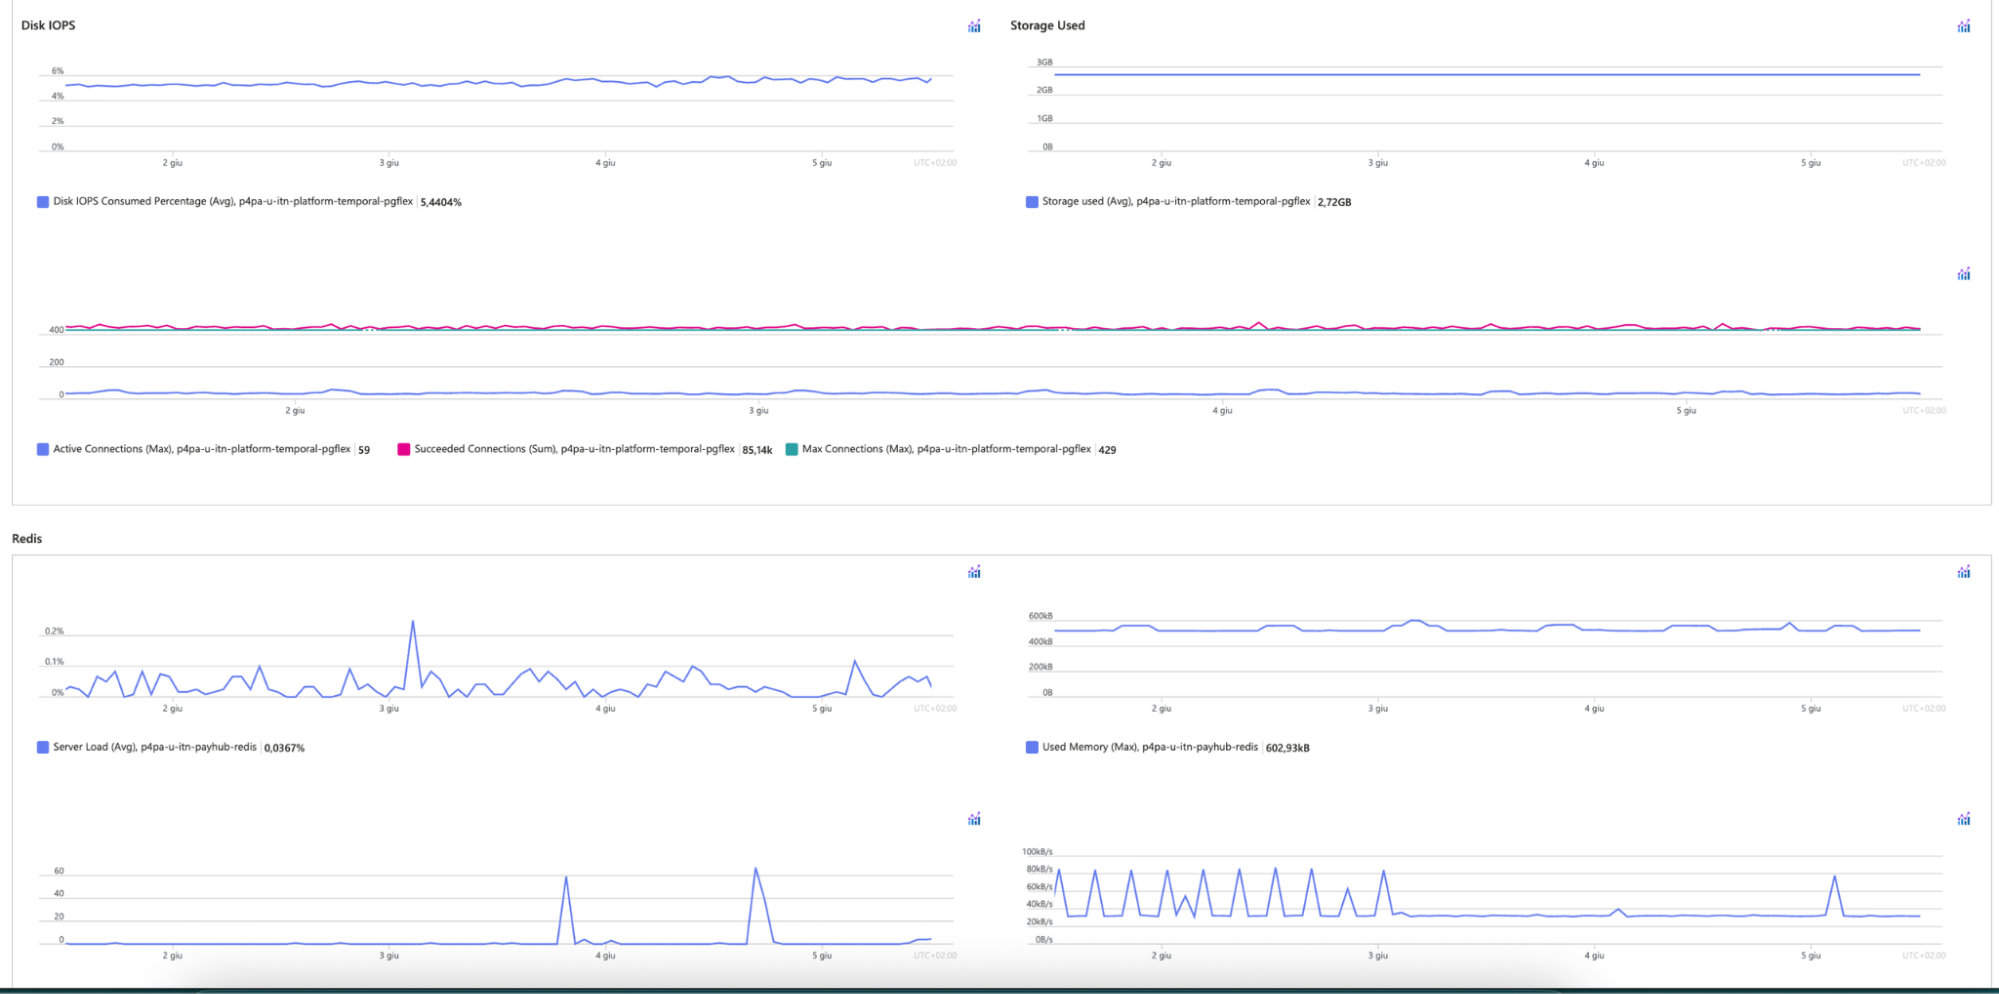 Disk IOPS
6%
4%
2%
0%
2 giu 3 giu 4 giu 5 giu UTC+02:00
Disk IOPS Consumed Percentage (Avg), p4pa-u-itn-platform-temporal-pgflex 5,4404%
Storage Used
3GB
2GB
1GB
0B
2 giu 3 giu 4 giu 5 giu UTC+02:00
Storage used (Avg), p4pa-u-itn-platform-temporal-pgflex 2,72GB
400
200
0
2 giu 3 giu 4 giu 5 giu UTC+02:00
Active Connections (Max), p4pa-u-itn-platform-temporal-pgflex 59 Succeeded Connections (Sum), p4pa-u-itn-platform-temporal-pgflex 85,14k Max Connections (Max), p4pa-u-itn-platform-temporal-pgflex 429
Redis
0.2%
0.1%
0%
2 giu 3 giu 4 giu 5 giu UTC+02:00
Server Load (Avg), p4pa-u-itn-payhub-redis 0,0367%
600kB
400kB
200kB
0B
2 giu 3 giu 4 giu 5 giu UTC+02:00
Used Memory (Max), p4pa-u-itn-payhub-redis 602,93kB
60
40
20
0
2 giu 3 giu 4 giu 5 giu UTC+02:00
100kB/s
80kB/s
60kB/s
40kB/s
20kB/s
0B/s
2 giu 3 giu 4 giu 5 giu UTC+02:00